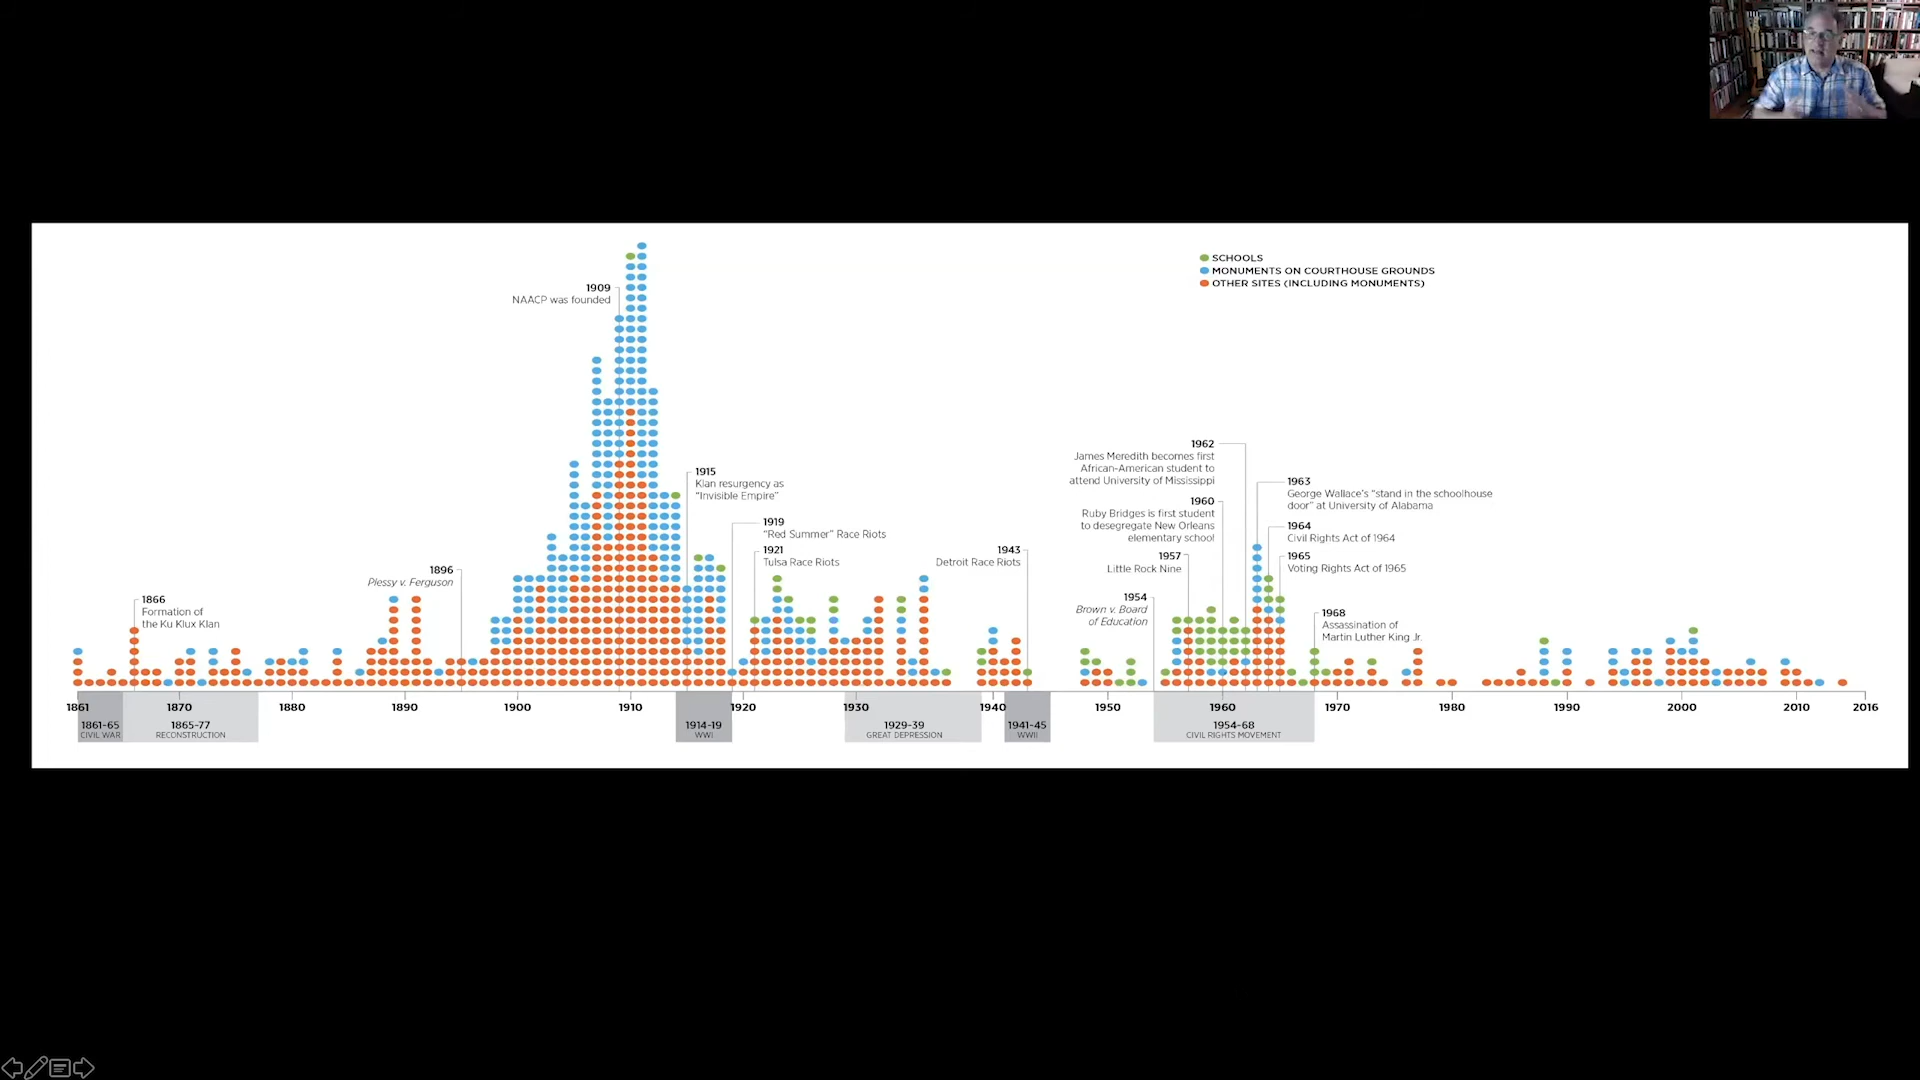 SCHOOLS
MONUMENTS ON COURTHOUSE GROUNDS
OTHER SITES (INCLUDING MONUMENTS)
1866
Formation of
the Ku Klux Klan
1896
Plessy v. Ferguson
1909
NAACP was founded
1915
Klan resurgency as
“Invisible Empire”
1919
“Red Summer” Race Riots
1921
Tulsa Race Riots
1943
Detroit Race Riots
1954
Brown v. Board
of Education
1957
Little Rock Nine
1960
Ruby Bridges is first student
to desegregate New Orleans
elementary school
1962
James Meredith becomes first
African-American student to
attend University of Mississippi
1963
George Wallace’s “stand in the schoolhouse
door” at University of Alabama
1964
Civil Rights Act of 1964
1965
Voting Rights Act of 1965
1968
Assassination of
Martin Luther King Jr.
1861 1870 1880 1890 1900 1910 1920 1930 1940 1950 1960 1970 1980 1990 2000 2010 2016
1861-65
CIVIL WAR
1865-77
RECONSTRUCTION
1914-19
WWI
1929-39
GREAT DEPRESSION
1941-45
WWII
1954-68
CIVIL RIGHTS MOVEMENT